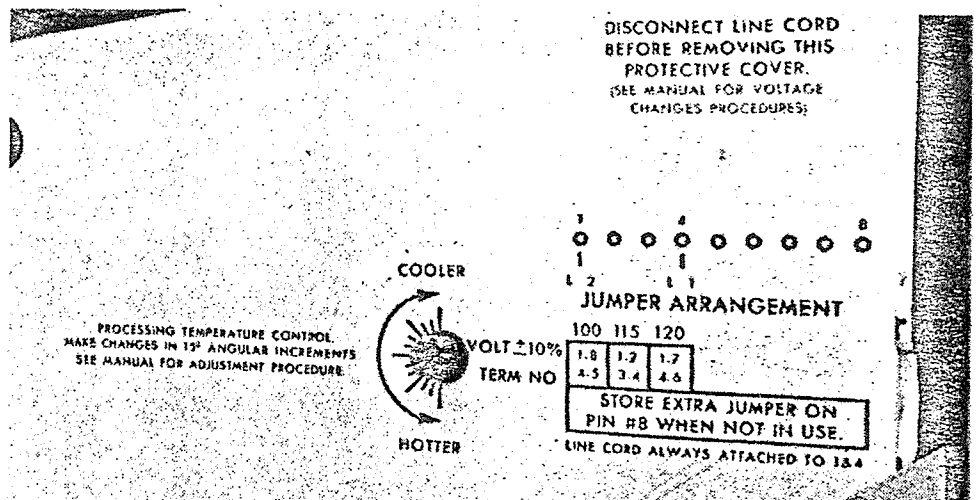 DISCONNECT LINE CORD
BEFORE REMOVING THIS
PROTECTIVE COVER.
(SEE MANUAL FOR VOLTAGE
CHANGES PROCEDURES)
1 4 8
L 2 L 1
JUMPER ARRANGEMENT
100 115 120
VOLT ±10% 1.8 1.2 1.7
TERM NO 4.5 3.4 4.6
STORE EXTRA JUMPER ON
PIN #8 WHEN NOT IN USE.
LINE CORD ALWAYS ATTACHED TO 1&4
COOLER
PROCESSING TEMPERATURE CONTROL.
MAKE CHANGES IN 15° ANGULAR INCREMENTS
SEE MANUAL FOR ADJUSTMENT PROCEDURE
HOTTER